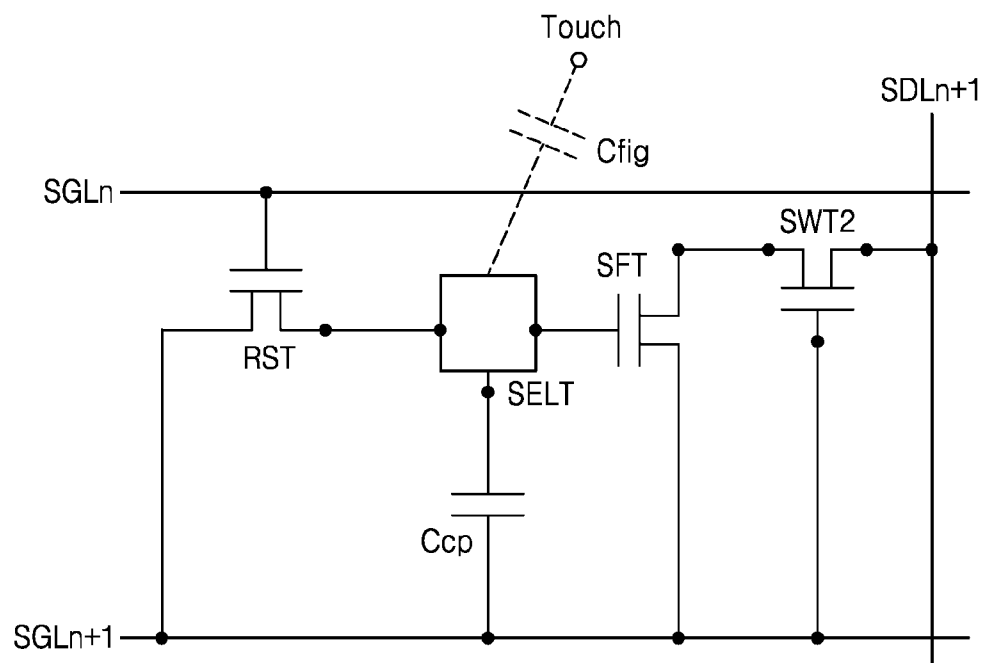 Touch
SDLn+1
Cfig
SGLn
SWT2
SFT
RST
SELT
Ccp
SGLn+1